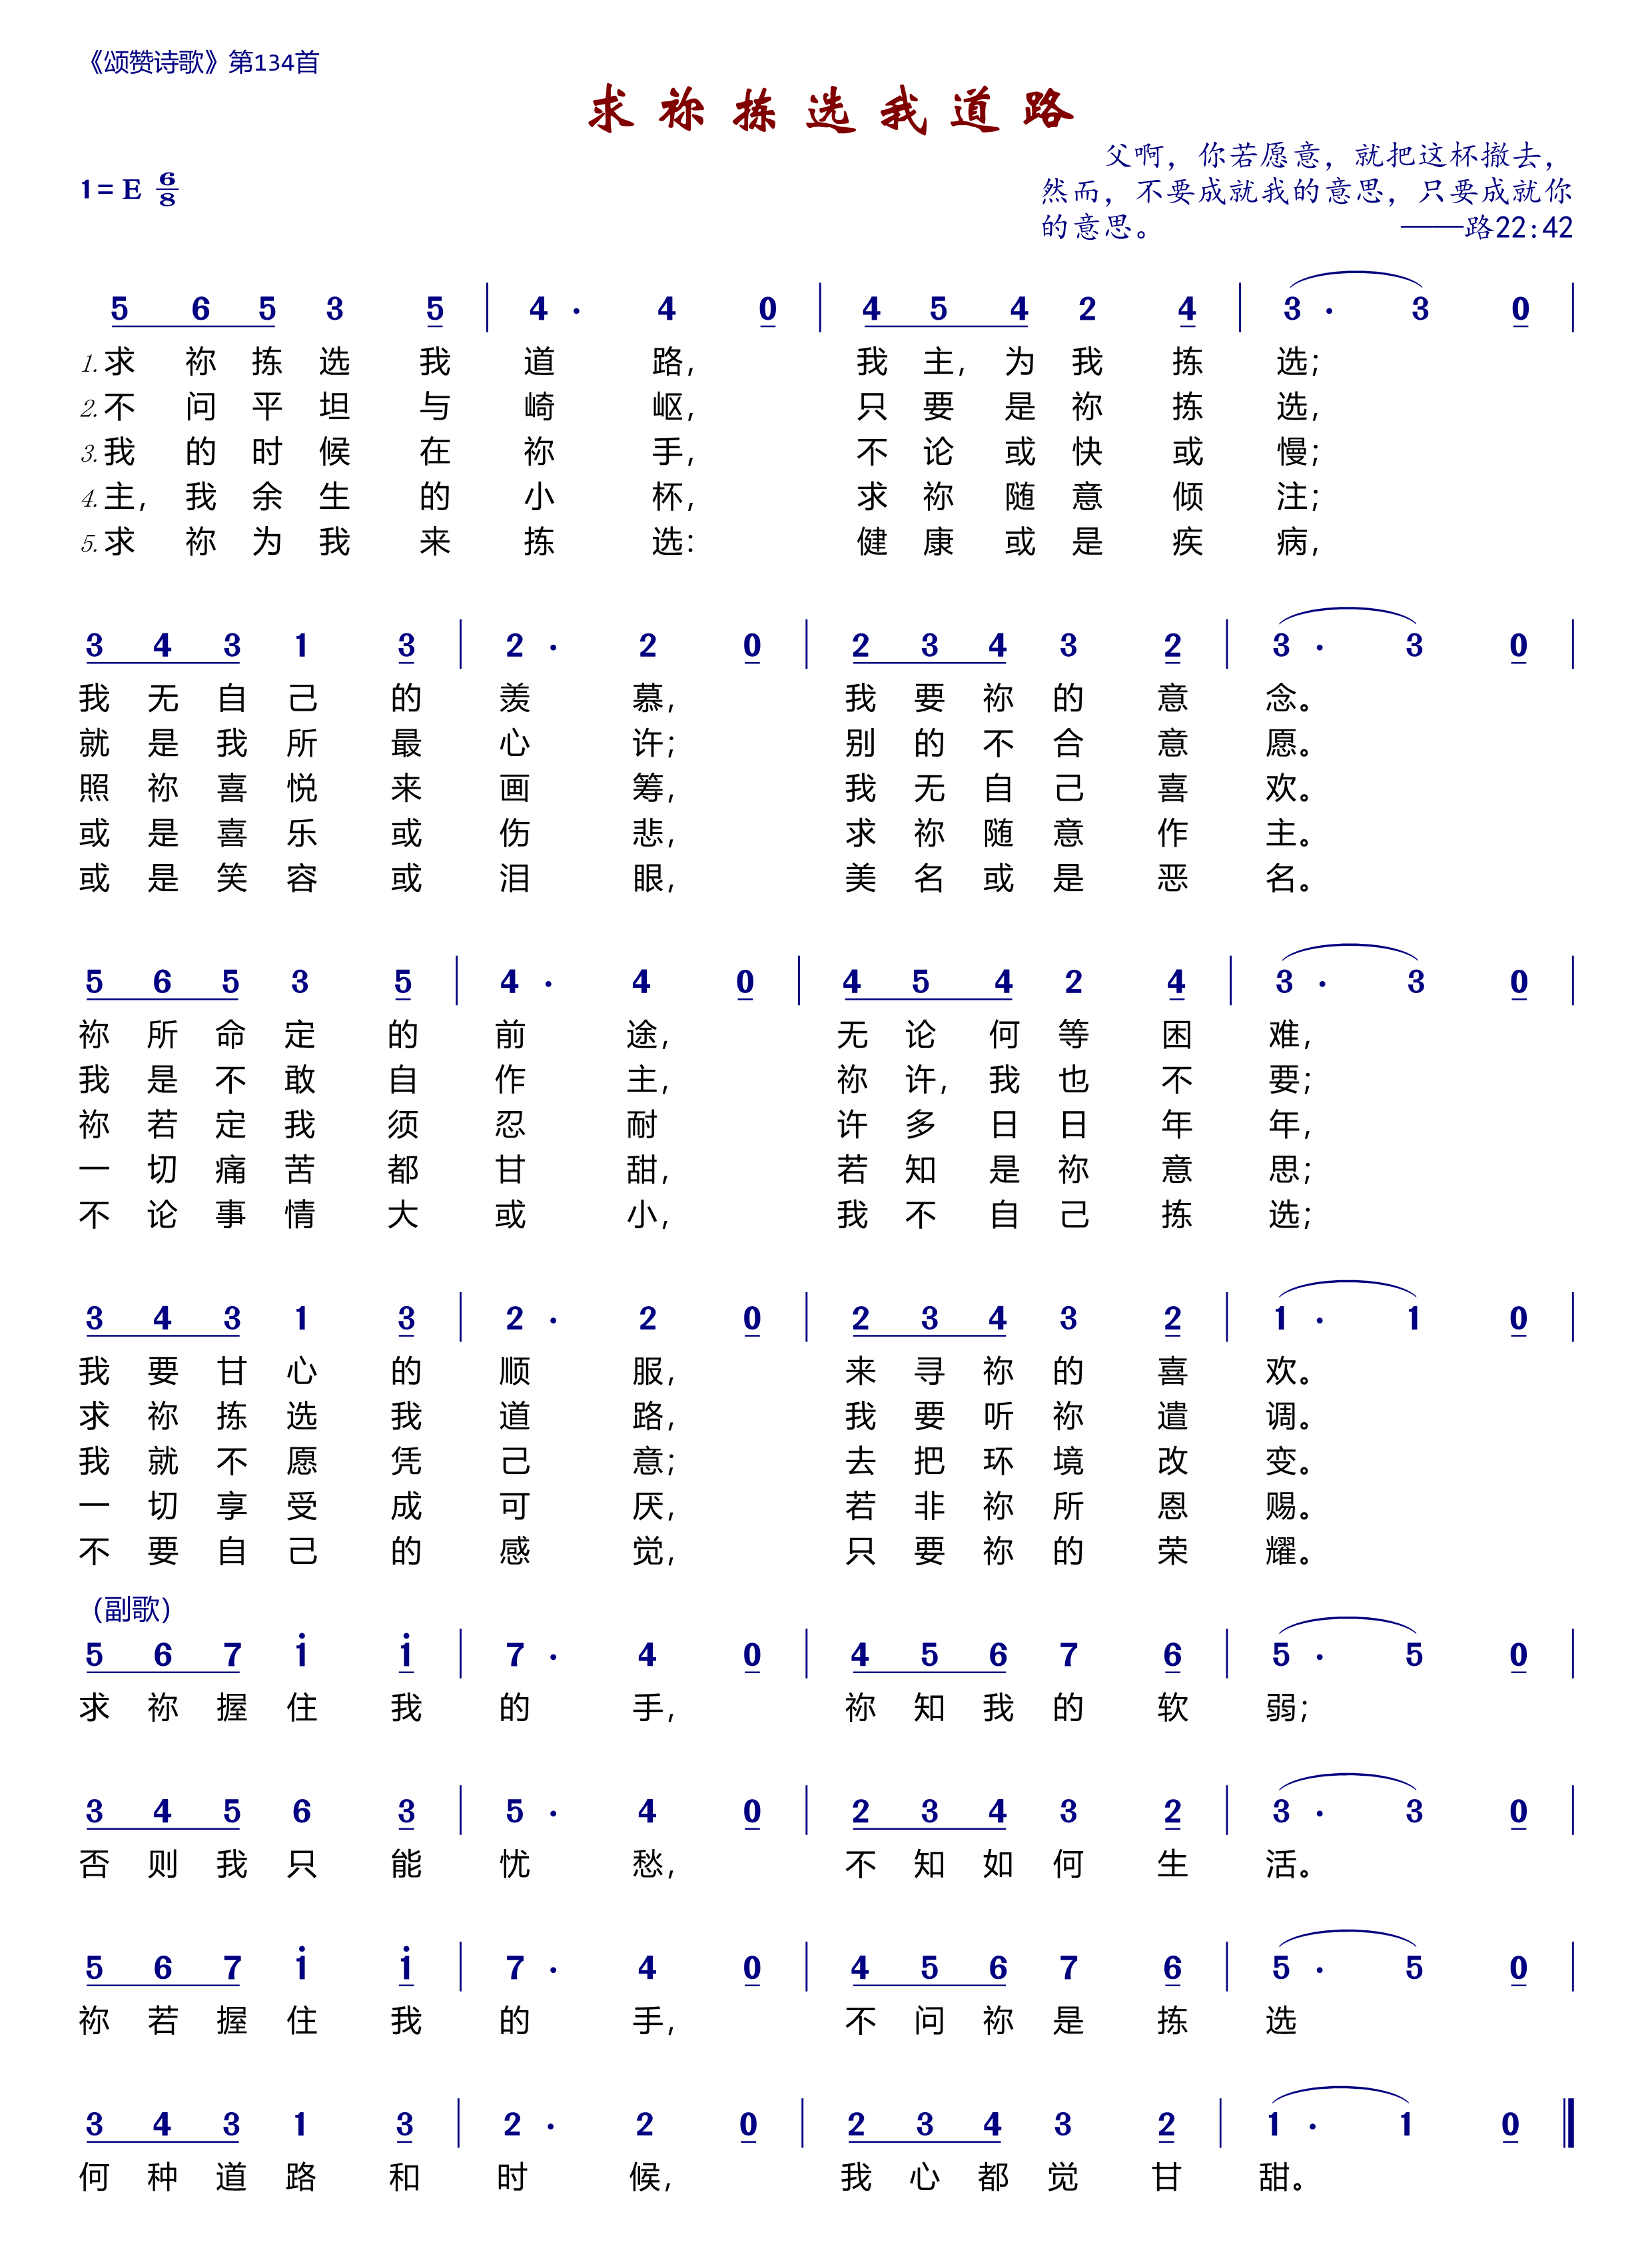 《颂赞诗歌》第134首
求祢拣选我道路
父啊，你若愿意，就把这杯撤去，
1=E 6/8
然而，不要成就我的意思，只要成就你
的意思。 ——路22:42
5 6 5 3 5 | 4 · 4 0 | 4 5 4 2 4 | 3 · 3 0 |
1.求祢拣选我道路，我主，为我拣选；
2.不问平坦与崎岖，只要是祢拣选，
3.我的时候在祢手，不论或快或慢；
4.主，我余生的小杯，求祢随意倾注；
5.求祢为我来拣选：健康或是疾病，
3 4 3 1 3 | 2 · 2 0 | 2 3 4 3 2 | 3 · 3 0 |
我无自己的羡慕，我要祢的意念。
就是我所最心许；别的不合意愿。
照祢喜悦来画筹，我无自己喜欢。
或是喜乐或伤悲，求祢随意作主。
或是笑容或泪眼，美名或是恶名。
5 6 5 3 5 | 4 · 4 0 | 4 5 4 2 4 | 3 · 3 0 |
祢所命定的前途，无论何等困难，
我是不敢自作主，祢许，我也不要；
祢若定我须忍耐许多日日年年，
一切痛苦都甘甜，若知是祢意思；
不论事情大或小，我不自己拣选；
3 4 3 1 3 | 2 · 2 0 | 2 3 4 3 2 | 1 · 1 0 |
我要甘心的顺服，来寻祢的喜欢。
求祢拣选我道路，我要听祢遣调。
我就不愿凭己意；去把环境改变。
一切享受成可厌，若非祢所恩赐。
不要自己的感觉，只要祢的荣耀。
（副歌）
5 6 7 i i | 7 · 4 0 | 4 5 6 7 6 | 5 · 5 0 |
求祢握住我的手，祢知我的软弱；
3 4 5 6 3 | 5 · 4 0 | 2 3 4 3 2 | 3 · 3 0 |
否则我只能忧愁，不知如何生活。
5 6 7 i i | 7 · 4 0 | 4 5 6 7 6 | 5 · 5 0 |
祢若握住我的手，不问祢是拣选
3 4 3 1 3 | 2 · 2 0 | 2 3 4 3 2 | 1 · 1 0 ‖
何种道路和时候，我心都觉甘甜。